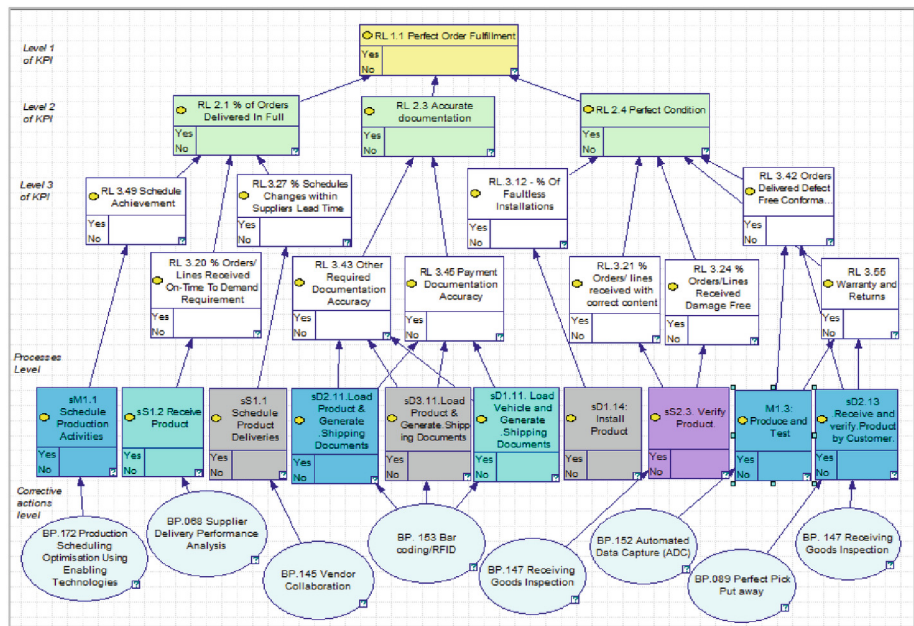 Level 1
of KPI
RL 1.1 Perfect Order Fulfillment
Yes
No
Level 2
of KPI
RL 2.1 % of Orders
Delivered In Full
Yes
No
RL 2.3 Accurate
documentation
Yes
No
RL 2.4 Perfect Condition
Yes
No
Level 3
of KPI
RL 3.49 Schedule
Achievement
Yes
No
RL 3.27 % Schedules
Changes within
Suppliers Lead Time
Yes
No
RL.3.12 - % Of
Faultless
Installations
Yes
No
RL 3.42 Orders
Delivered Defect
Free Conforma...
Yes
No
RL 3.20 % Orders/
Lines Received
On-Time To Demand
Requirement
Yes
No
RL 3.43 Other
Required
Documentation
Accuracy
Yes
No
RL 3.45 Payment
Documentation
Accuracy
Yes
No
RL.3.21 %
Orders/ lines
received with
correct content
Yes
No
RL 3.24 %
Orders/Lines
Received
Damage Free
Yes
No
RL 3.55
Warranty and
Returns
Yes
No
Processes
Level
sM1.1
Schedule
Production
Activities
Yes
No
sS1.2 Receive
Product
Yes
No
sS1.1
Schedule
Product
Deliveries
Yes
No
sD2.11.Load
Product &
Generate
.Shipping
Documents
Yes
No
sD3.11.Load
Product &
Generate.Shipp
ing Documents
Yes
No
sD1.11. Load
Vehicle and
Generate
.Shipping
Documents
Yes
No
sD1.14:
Install
Product
Yes
No
sS2.3. Verify
Product.
Yes
No
M1.3:
Produce and
Test
Yes
No
sD2.13
Receive and
verify.Product
by Customer.
Yes
No
Corrective
actions
level
BP.172 Production
Scheduling
Optimisation Using
Enabling
Technologies
BP.068 Supplier
Delivery Performance
Analysis
BP.145 Vendor
Collaboration
BP. 153 Bar
coding/RFID
BP.147 Receiving
Goods Inspection
BP.152 Automated
Data Capture (ADC)
BP.089 Perfect Pick
Put away
BP. 147 Receiving
Goods Inspection